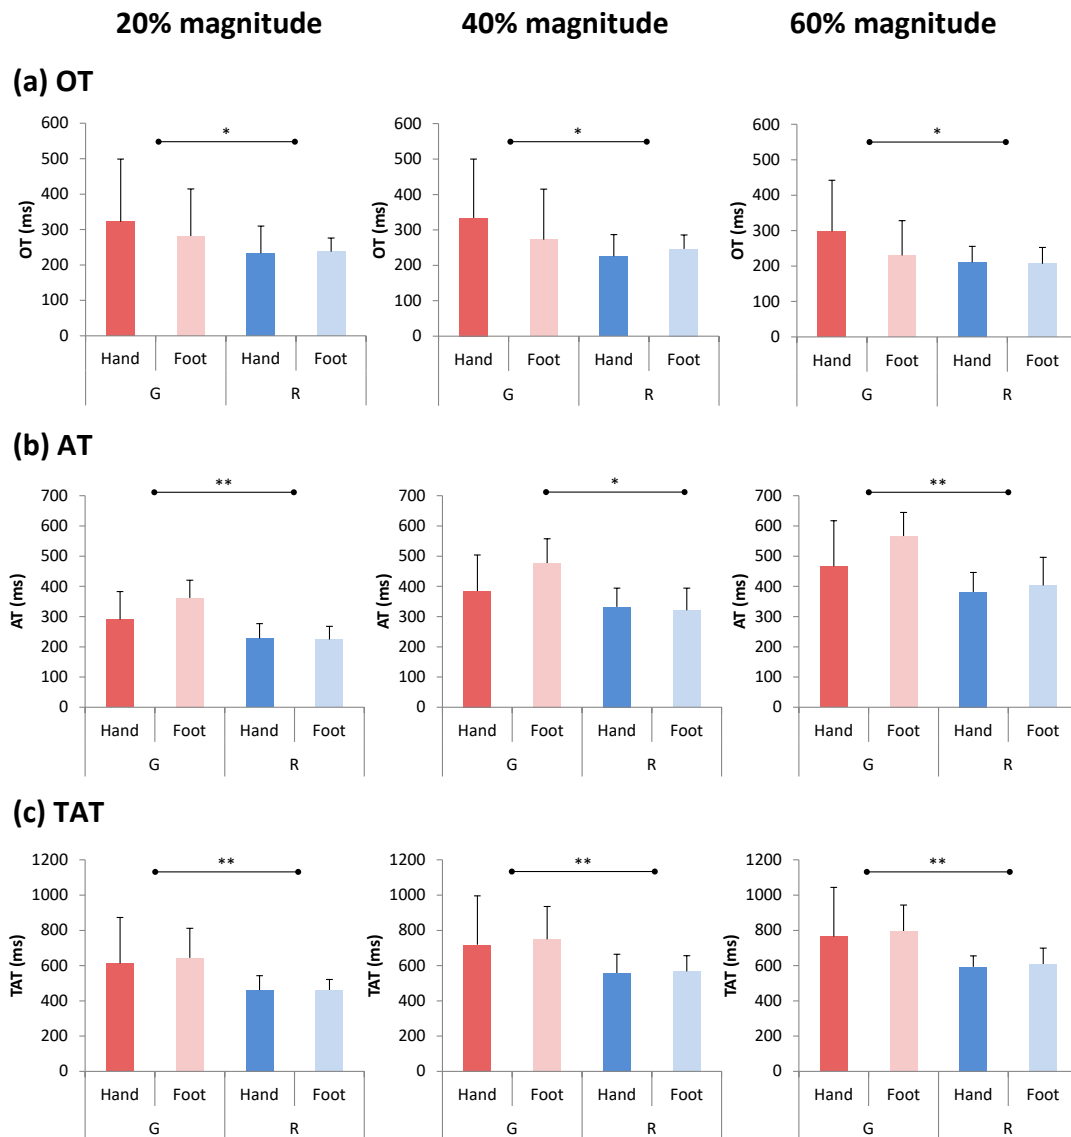 20% magnitude 40% magnitude 60% magnitude
(a) OT
* * *
600 600 600
500 500 500
400 400 400
300 300 300
200 200 200
100 100 100
0 0 0
OT (ms) OT (ms) OT (ms)
Hand Foot Hand Foot Hand Foot Hand Foot Hand Foot Hand Foot
G R G R G R
(b) AT
** * **
700 700 700
600 600 600
500 500 500
400 400 400
300 300 300
200 200 200
100 100 100
0 0 0
AT (ms) AT (ms) AT (ms)
Hand Foot Hand Foot Hand Foot Hand Foot Hand Foot Hand Foot
G R G R G R
(c) TAT
** ** **
1200 1200 1200
1000 1000 1000
800 800 800
600 600 600
400 400 400
200 200 200
0 0 0
TAT (ms) TAT (ms) TAT (ms)
Hand Foot Hand Foot Hand Foot Hand Foot Hand Foot Hand Foot
G R G R G R